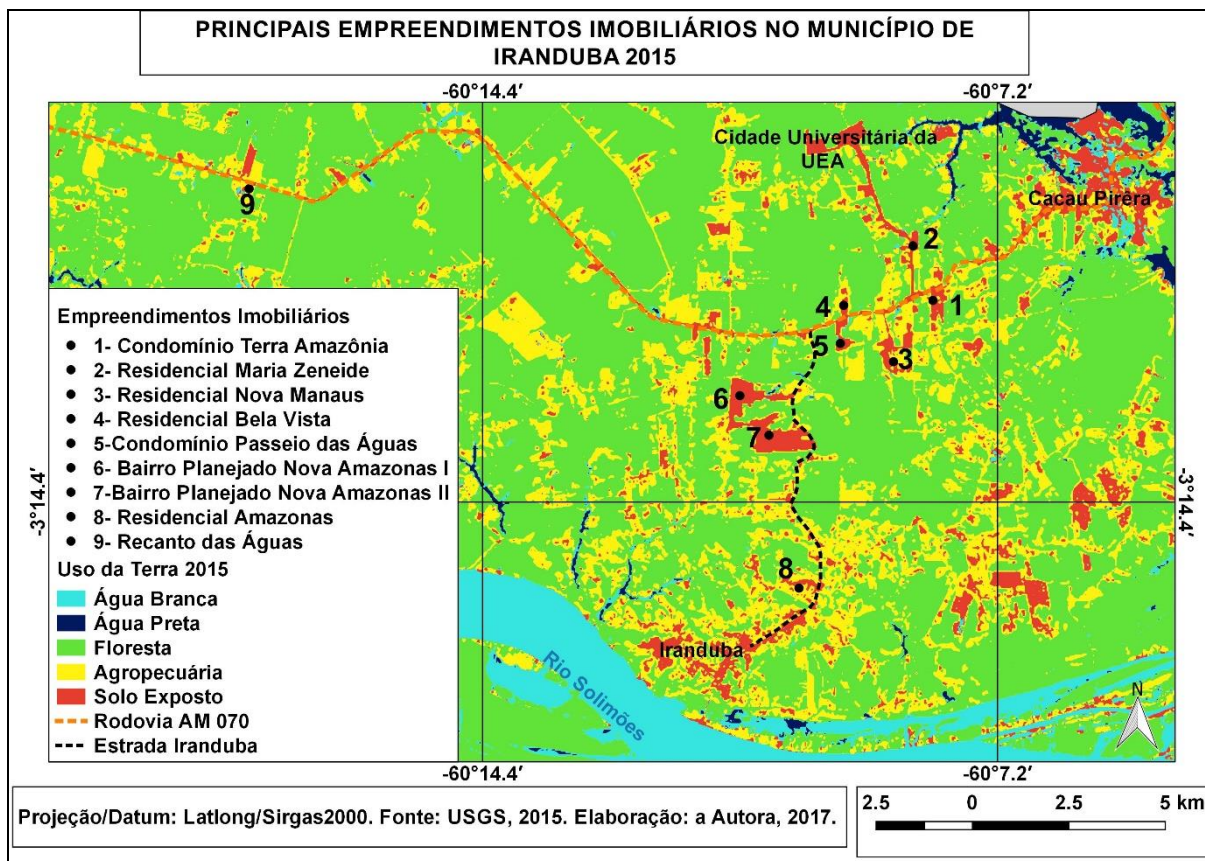 PRINCIPAIS EMPREENDIMENTOS IMOBILIÁRIOS NO MUNICÍPIO DE
IRANDUBA 2015
-60°14.4′
-60°7.2′
Cidade Universitária da
UEA
Cacau Pirêra
9
2
1
4
5
3
6
7
8
Iranduba
Rio Solimões
-3°14.4′
-3°14.4′
Empreendimentos Imobiliários
1- Condomínio Terra Amazônia
2- Residencial Maria Zeneide
3- Residencial Nova Manaus
4- Residencial Bela Vista
5-Condomínio Passeio das Águas
6- Bairro Planejado Nova Amazonas I
7-Bairro Planejado Nova Amazonas II
8- Residencial Amazonas
9- Recanto das Águas
Uso da Terra 2015
Água Branca
Água Preta
Floresta
Agropecuária
Solo Exposto
Rodovia AM 070
Estrada Iranduba
N
-60°14.4′
-60°7.2′
Projeção/Datum: Latlong/Sirgas2000. Fonte: USGS, 2015. Elaboração: a Autora, 2017.
2.5 0 2.5 5 km